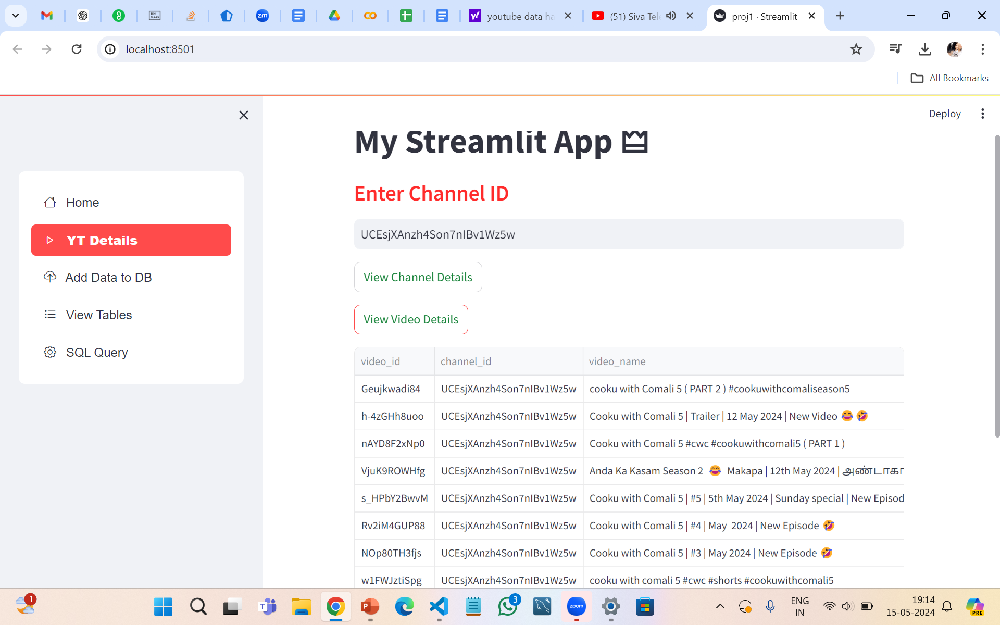 youtube data ha
(51) Siva Tele
proj1 · Streamlit
ZEN
CLASS
zm
localhost:8501
All Bookmarks
Deploy
My Streamlit App
Home
YT Details
Add Data to DB
View Tables
SQL Query
Enter Channel ID
UCEsjXAnzh4Son7nIBv1Wz5w
View Channel Details
View Video Details
video_id channel_id video_name
Geujkwadi84 UCEsjXAnzh4Son7nIBv1Wz5w cooku with Comali 5 ( PART 2 ) #cookuwithcomaliseason5
h-4zGHh8uoo UCEsjXAnzh4Son7nIBv1Wz5w Cooku with Comali 5 | Trailer | 12 May 2024 | New Video 😂 🤣
nAYD8F2xNp0 UCEsjXAnzh4Son7nIBv1Wz5w Cooku with Comali 5 #cwc #cookuwithcomali5 ( PART 1 )
VjuK9ROWHfg UCEsjXAnzh4Son7nIBv1Wz5w Anda Ka Kasam Season 2 😂 Makapa | 12th May 2024 | அண்டாகா
s_HPbY2BwvM UCEsjXAnzh4Son7nIBv1Wz5w Cooku with Comali 5 | #5 | 5th May 2024 | Sunday special | New Episod
Rv2iM4GUP88 UCEsjXAnzh4Son7nIBv1Wz5w Cooku with Comali 5 | #4 | May 2024 | New Episode 🤣
NOp80TH3fjs UCEsjXAnzh4Son7nIBv1Wz5w Cooku with Comali 5 | #3 | May 2024 | New Episode 🤣
w1FWJztiSpg UCEsjXAnzh4Son7nIBv1Wz5w cooku with comali 5 #cwc #shorts #cookuwithcomali5
1
3
zoom
ENG
IN
19:14
15-05-2024
PRE